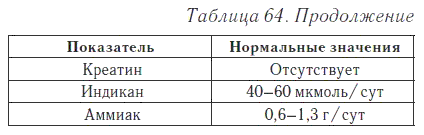 Таблица 64. Продолжение
Показатель Нормальные значения
Креатин Отсутствует
Индикан 40–60 мкмоль/сут
Аммиак 0,6–1,3 г/сут